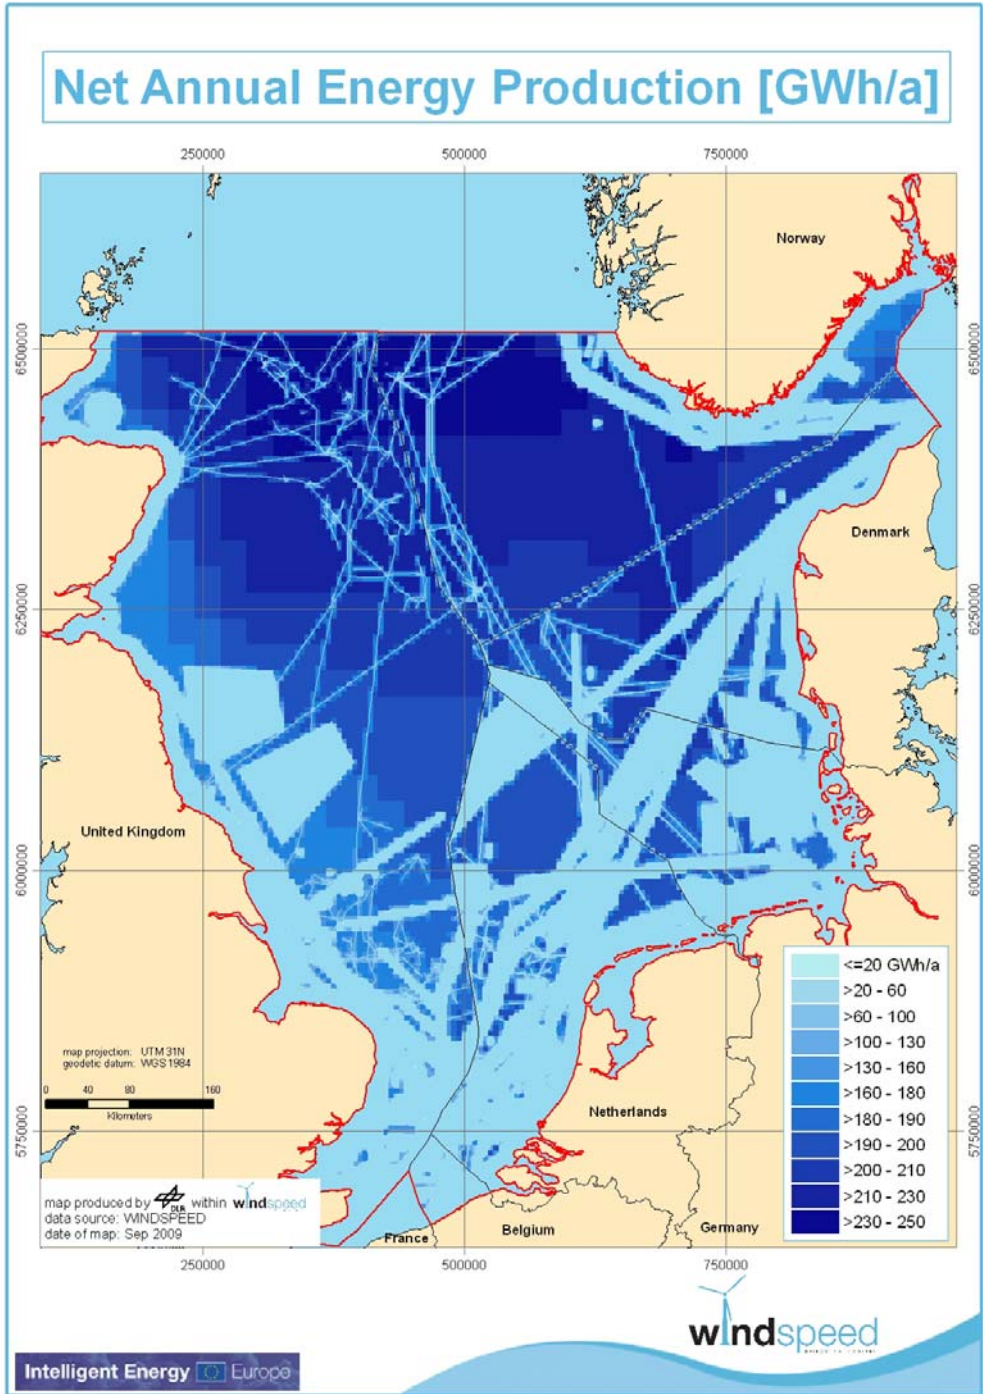 Net Annual Energy Production [GWh/a]
250000
500000
750000
Norway
6500000
6500000
Denmark
6250000
6250000
United Kingdom
6000000
6000000
<=20 GWh/a
>20 - 60
>60 - 100
>100 - 130
>130 - 160
>160 - 180
>180 - 190
>190 - 200
>200 - 210
>210 - 230
>230 - 250
map projection: UTM 31N
geodetic datum: WGS 1984
0 40 80 160
Kilometers
Netherlands
5750000
5750000
map produced by DLR within windspeed
data source: WINDSPEED
date of map: Sep 2009
France
Belgium
Germany
250000
500000
750000
windspeed
Intelligent Energy Europe